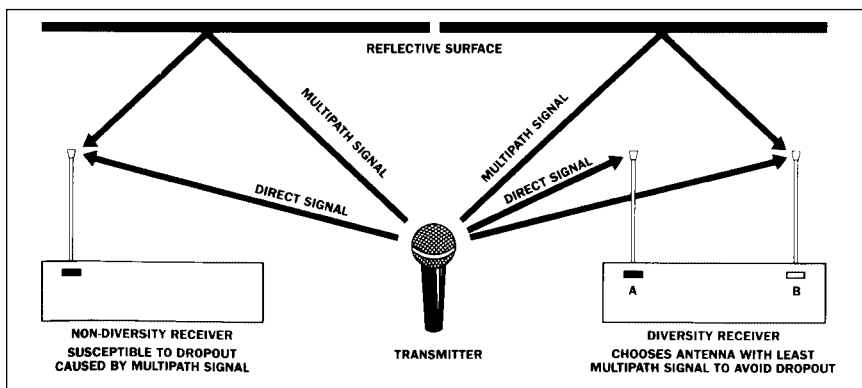 REFLECTIVE SURFACE
MULTIPATH SIGNAL
DIRECT SIGNAL
MULTIPATH SIGNAL
DIRECT SIGNAL
A
B
NON-DIVERSITY RECEIVER
SUSCEPTIBLE TO DROPOUT
CAUSED BY MULTIPATH SIGNAL
TRANSMITTER
DIVERSITY RECEIVER
CHOOSES ANTENNA WITH LEAST
MULTIPATH SIGNAL TO AVOID DROPOUT